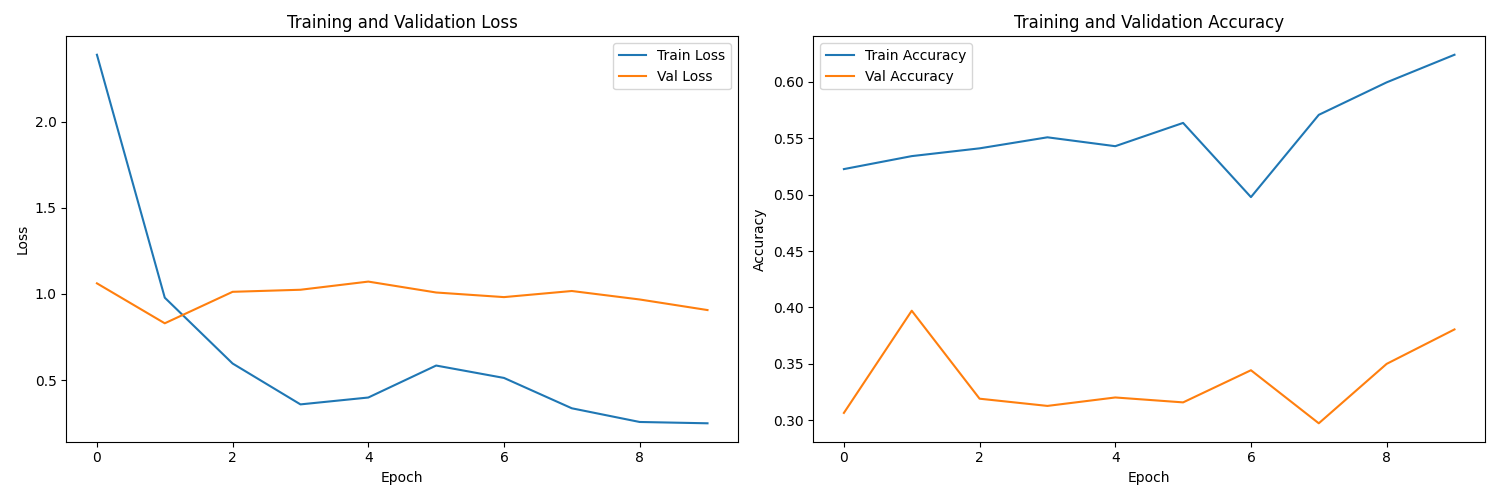 Training and Validation Loss
Train Loss
Val Loss
2.0
1.5
1.0
0.5
Loss
0 2 4 6 8
Epoch
Training and Validation Accuracy
Train Accuracy
Val Accuracy
0.60
0.55
0.50
0.45
0.40
0.35
0.30
Accuracy
0 2 4 6 8
Epoch